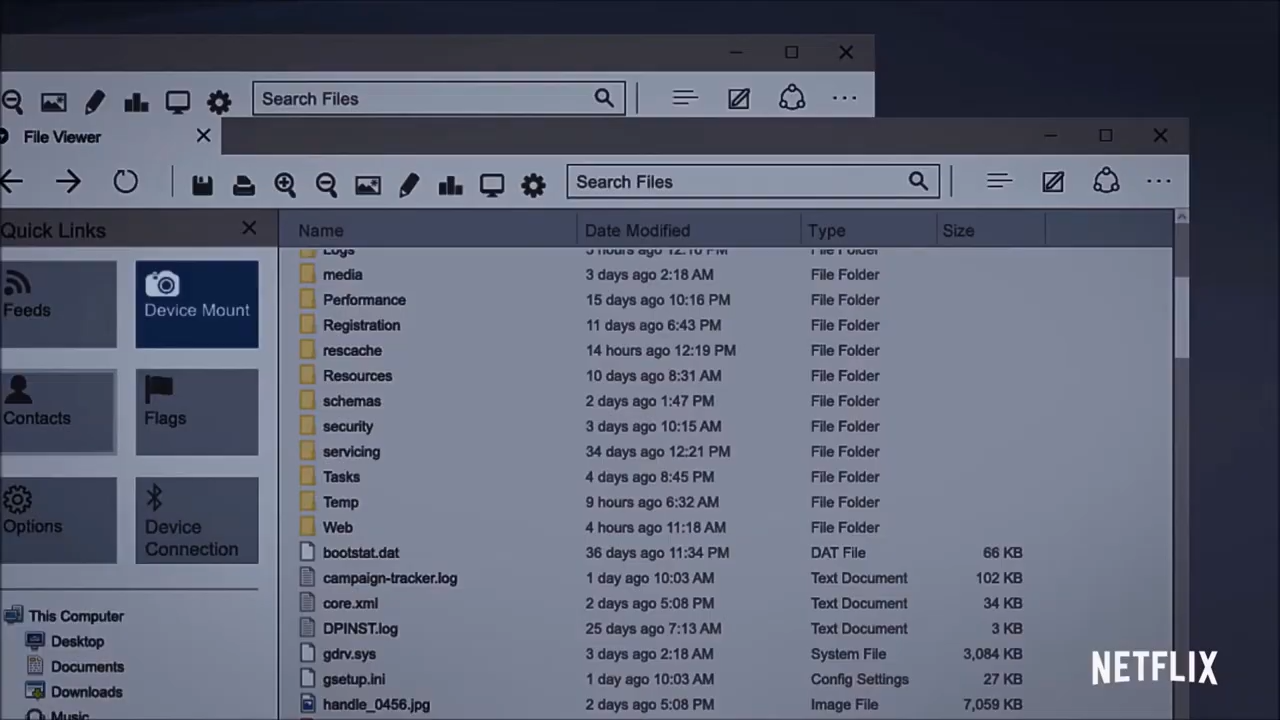 Search Files
File Viewer
Search Files
Quick Links
Name Date Modified Type Size
Logs 5 hours ago 12:16 PM File Folder
media 3 days ago 2:18 AM File Folder
Feeds Device Mount
Performance 15 days ago 10:16 PM File Folder
Registration 11 days ago 6:43 PM File Folder
rescache 14 hours ago 12:19 PM File Folder
Resources 10 days ago 8:31 AM File Folder
schemas 2 days ago 1:47 PM File Folder
Contacts Flags
security 3 days ago 10:15 AM File Folder
servicing 34 days ago 12:21 PM File Folder
Tasks 4 days ago 8:45 PM File Folder
Temp 9 hours ago 6:32 AM File Folder
Options Device
Connection
Web 4 hours ago 11:18 AM File Folder
bootstat.dat 36 days ago 11:34 PM DAT File 66 KB
campaign-tracker.log 1 day ago 10:03 AM Text Document 102 KB
core.xml 2 days ago 5:08 PM Text Document 34 KB
This Computer
DPINST.log 25 days ago 7:13 AM Text Document 3 KB
Desktop
gdrv.sys 3 days ago 2:18 AM System File 3,084 KB
Documents
gsetup.ini 1 day ago 10:03 AM Config Settings 27 KB
Downloads
handle_0456.jpg 2 days ago 5:08 PM Image File 7,059 KB
Music
NETFLIX